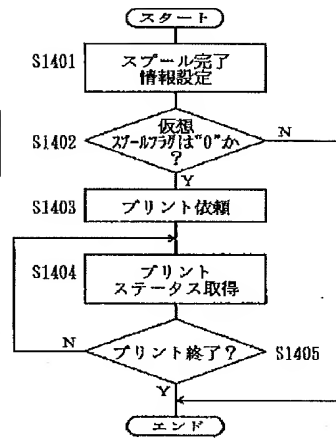 スタート
S1401
スプール完了
情報設定
S1402
仮想
スプールフラグは"0"か
?
N
Y
S1403
プリント依頼
S1404
プリント
ステータス取得
N
プリント終了?
S1405
Y
エンド